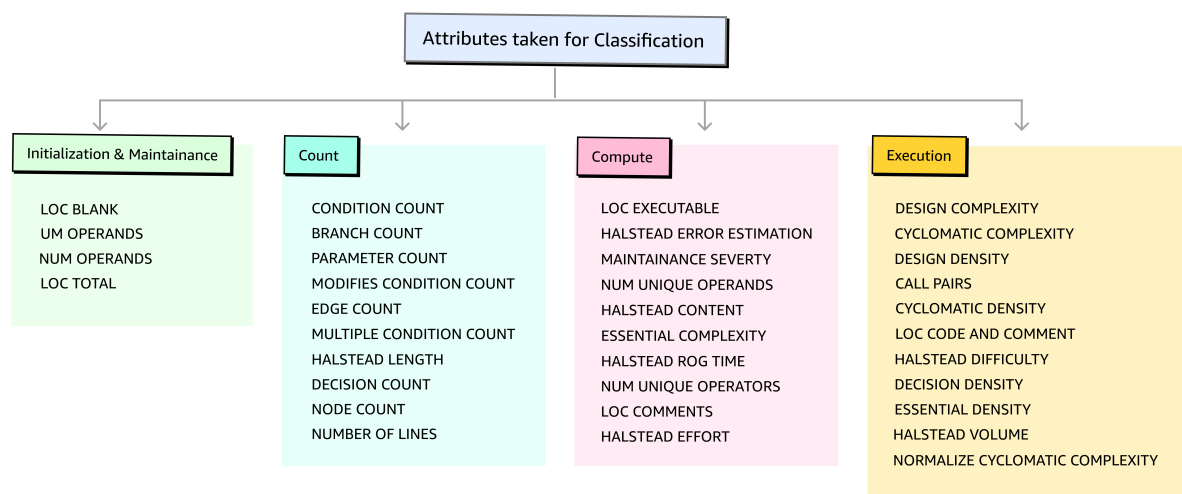 Attributes taken for Classification
Initialization & Maintainance
LOC BLANK
UM OPERANDS
NUM OPERANDS
LOC TOTAL
Count
CONDITION COUNT
BRANCH COUNT
PARAMETER COUNT
MODIFIES CONDITION COUNT
EDGE COUNT
MULTIPLE CONDITION COUNT
HALSTEAD LENGTH
DECISION COUNT
NODE COUNT
NUMBER OF LINES
Compute
LOC EXECUTABLE
HALSTEAD ERROR ESTIMATION
MAINTAINANCE SEVERTY
NUM UNIQUE OPERANDS
HALSTEAD CONTENT
ESSENTIAL COMPLEXITY
HALSTEAD ROG TIME
NUM UNIQUE OPERATORS
LOC COMMENTS
HALSTEAD EFFORT
Execution
DESIGN COMPLEXITY
CYCLOMATIC COMPLEXITY
DESIGN DENSITY
CALL PAIRS
CYCLOMATIC DENSITY
LOC CODE AND COMMENT
HALSTEAD DIFFICULTY
DECISION DENSITY
ESSENTIAL DENSITY
HALSTEAD VOLUME
NORMALIZE CYCLOMATIC COMPLEXITY